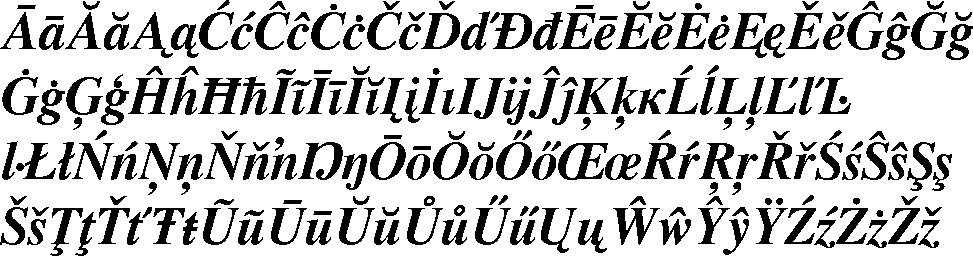 ĀāĂăĄąĆćĈĉĊċČčĎďĐđĒēĔĕĖėĘęĚěĜĝĞğ
ĠġĢģĤĥĦħĨĩĪīĬĭĮįİıIJijĴĵĶķĸĹĺĻļĽľĿ
ŀŁłŃńŅņŇňʼnŊŋŌōŎŏŐőŒœŔŕŖŗŘřŚśŜŝŞş
ŠšŢţŤťŦŧŨũŪūŬŭŮůŰűŲųŴŵŶŷŸŹźŻżŽž